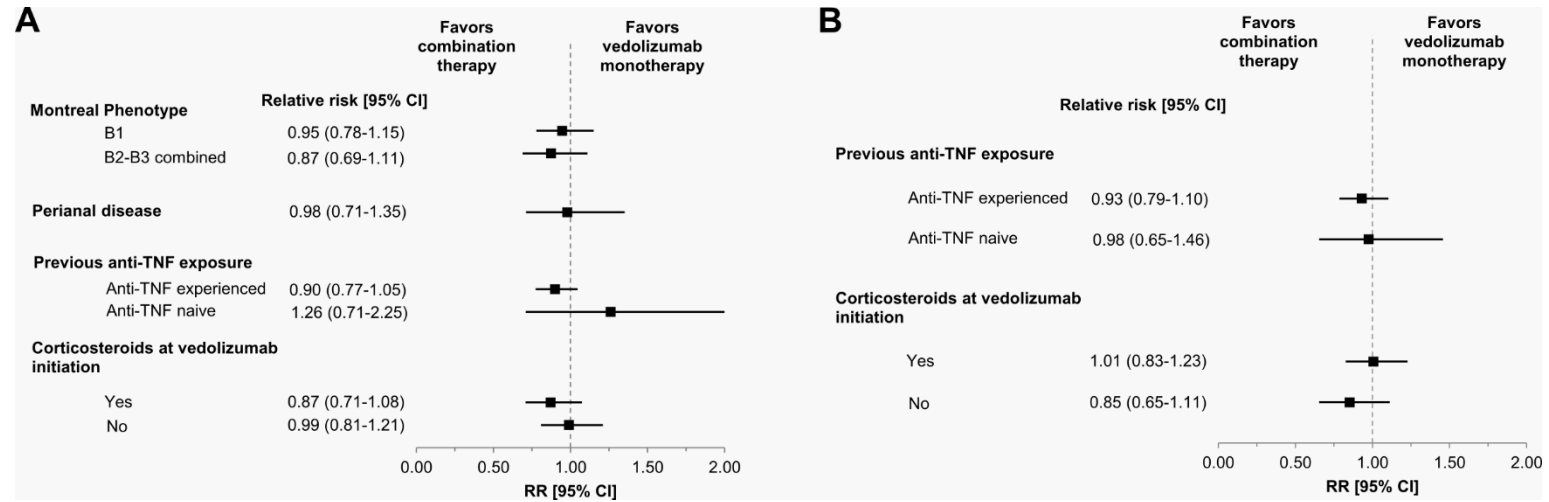 A
Favors
combination
therapy
Favors
vedolizumab
monotherapy
Relative risk [95% CI]
Montreal Phenotype
B1 0.95 (0.78-1.15)
B2-B3 combined 0.87 (0.69-1.11)
Perianal disease 0.98 (0.71-1.35)
Previous anti-TNF exposure
Anti-TNF experienced 0.90 (0.77-1.05)
Anti-TNF naive 1.26 (0.71-2.25)
Corticosteroids at vedolizumab
initiation
Yes 0.87 (0.71-1.08)
No 0.99 (0.81-1.21)
0.00 0.50 1.00 1.50 2.00
RR [95% CI]
B
Favors
combination
therapy
Favors
vedolizumab
monotherapy
Relative risk [95% CI]
Previous anti-TNF exposure
Anti-TNF experienced 0.93 (0.79-1.10)
Anti-TNF naive 0.98 (0.65-1.46)
Corticosteroids at vedolizumab
initiation
Yes 1.01 (0.83-1.23)
No 0.85 (0.65-1.11)
0.00 0.50 1.00 1.50 2.00
RR [95% CI]